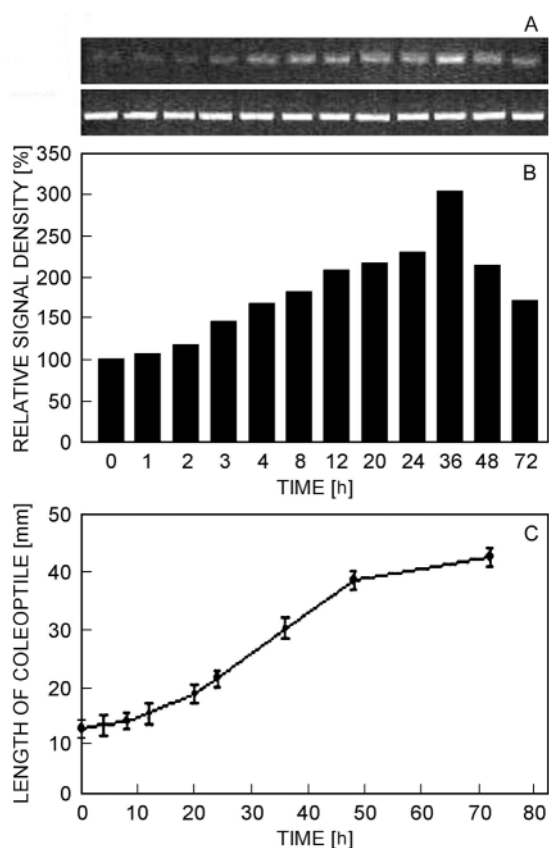 A
B
RELATIVE SIGNAL DENSITY [%]
350
300
250
200
150
100
50
0
0 1 2 3 4 8 12 20 24 36 48 72
TIME [h]
C
LENGTH OF COLEOPTILE [mm]
50
40
30
20
10
0
0 10 20 30 40 50 60 70 80
TIME [h]